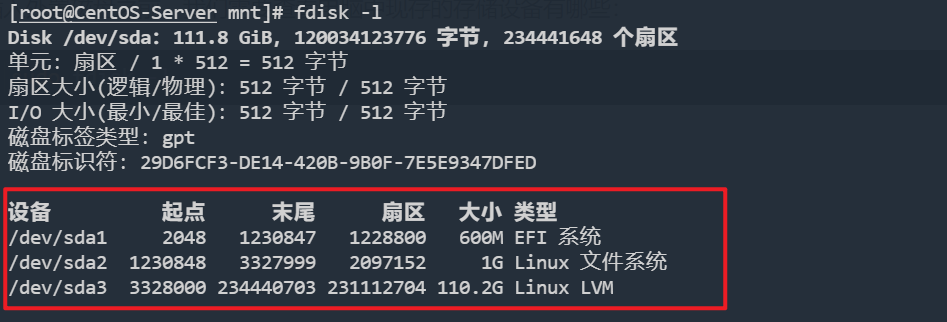 [root@CentOS-Server mnt]# fdisk -l
Disk /dev/sda: 111.8 GiB, 120034123776 字节, 234441648 个扇区
单元: 扇区 / 1 * 512 = 512 字节
扇区大小(逻辑/物理): 512 字节 / 512 字节
I/O 大小(最小/最佳): 512 字节 / 512 字节
磁盘标签类型: gpt
磁盘标识符: 29D6FCF3-DE14-420B-9B0F-7E5E9347DFED
设备 起点 末尾 扇区 大小 类型
/dev/sda1 2048 1230847 1228800 600M EFI 系统
/dev/sda2 1230848 3327999 2097152 1G Linux 文件系统
/dev/sda3 3328000 234440703 231112704 110.2G Linux LVM